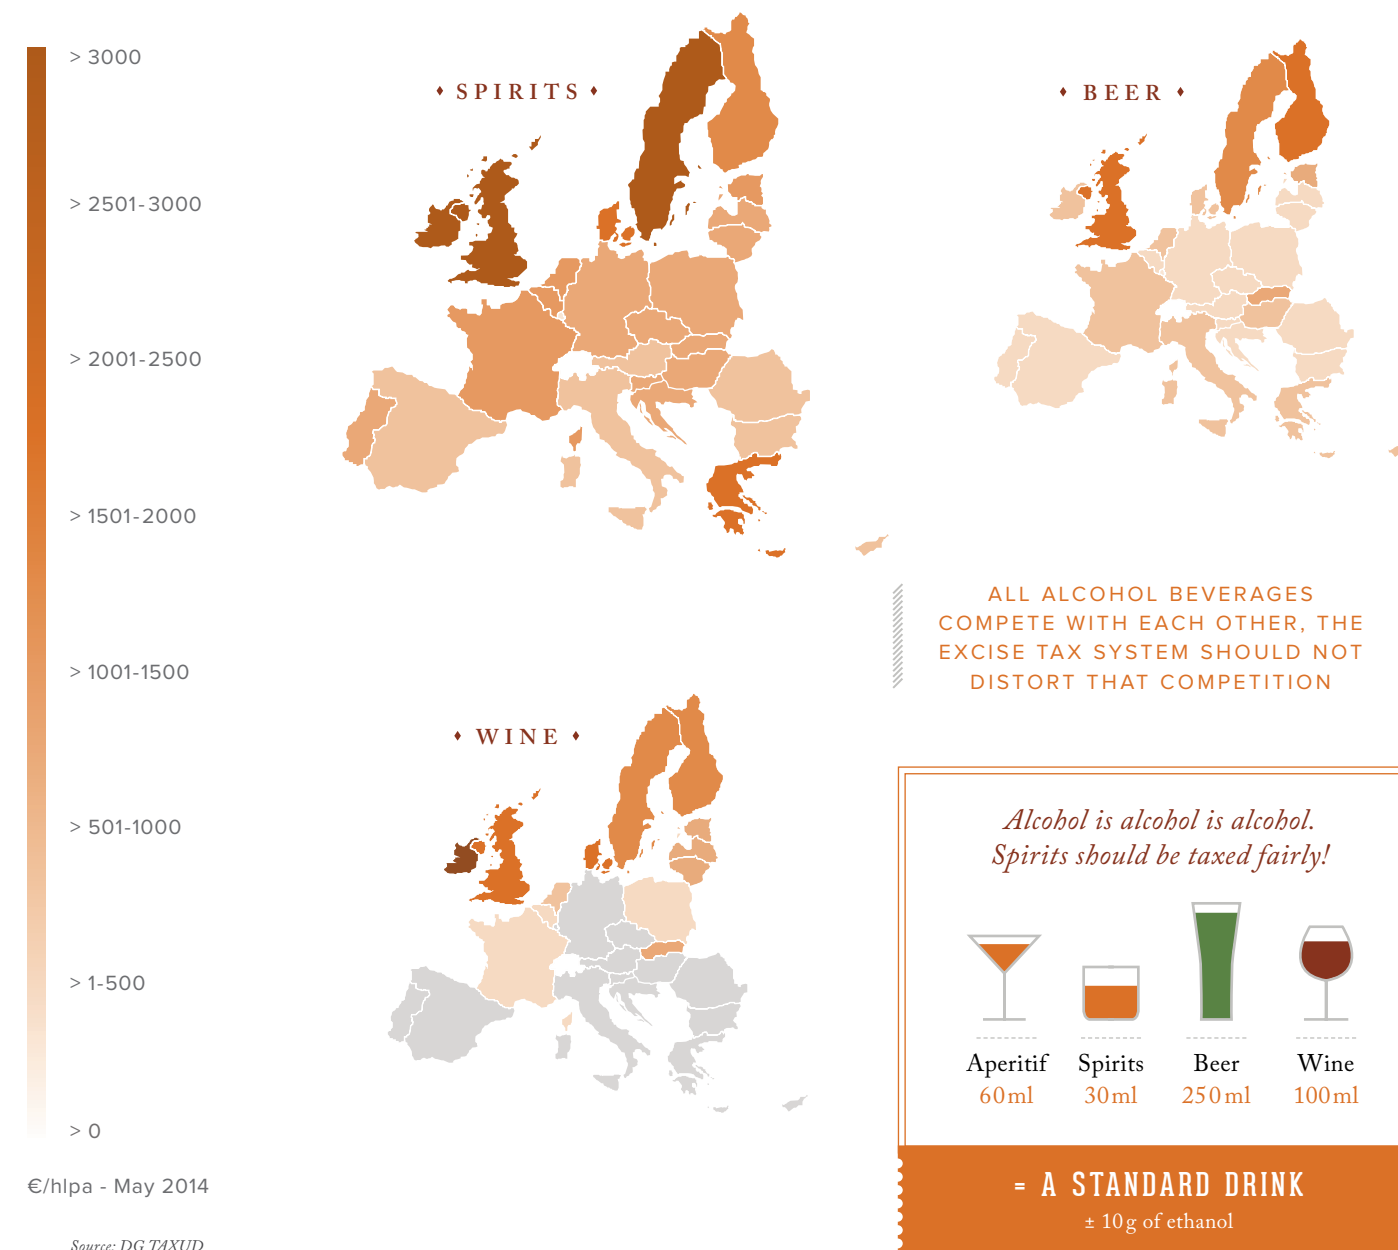 > 3000
> 2501-3000
> 2001-2500
> 1501-2000
> 1001-1500
> 501-1000
> 1-500
> 0
€/hlpa - May 2014
Source: DG TAXUD
SPIRITS
BEER
WINE
ALL ALCOHOL BEVERAGES
COMPETE WITH EACH OTHER, THE
EXCISE TAX SYSTEM SHOULD NOT
DISTORT THAT COMPETITION
Alcohol is alcohol is alcohol.
Spirits should be taxed fairly!
Aperitif Spirits Beer Wine
60ml 30ml 250ml 100ml
= A STANDARD DRINK
± 10g of ethanol